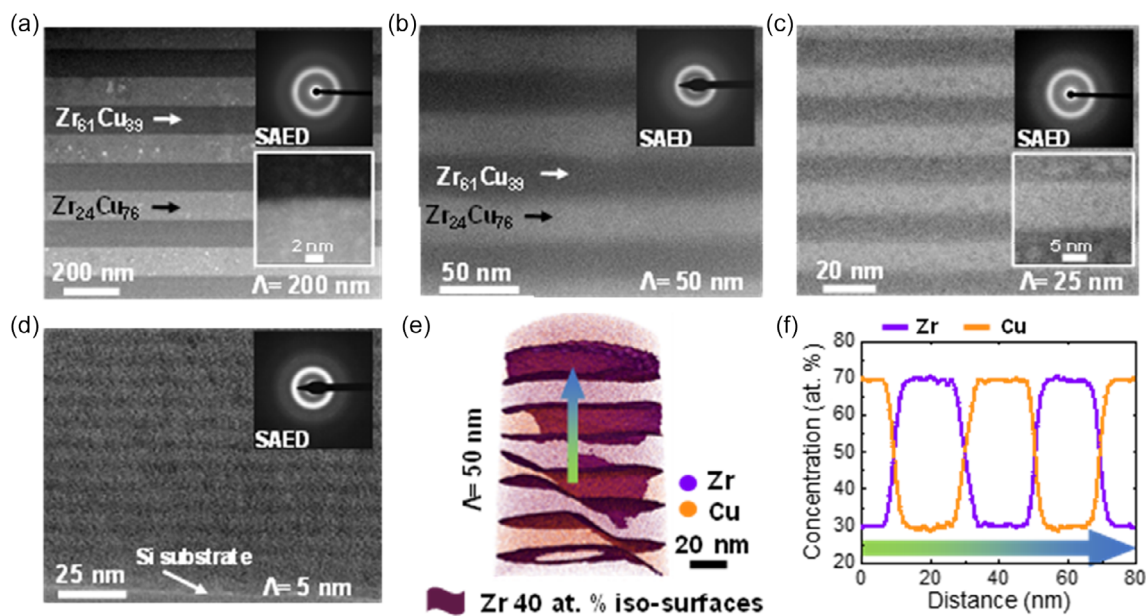 (a)
SAED
Zr61Cu39
Zr24Cu76
2 nm
200 nm
Λ= 200 nm
(b)
SAED
Zr61Cu39
Zr24Cu76
50 nm
Λ= 50 nm
(c)
SAED
5 nm
20 nm
Λ= 25 nm
(d)
SAED
Si substrate
25 nm
Λ= 5 nm
(e)
Λ= 50 nm
Zr
Cu
20 nm
Zr 40 at. % iso-surfaces
(f)
Zr Cu
Concentration (at. %)
80
70
60
50
40
30
20
0 20 40 60 80
Distance (nm)